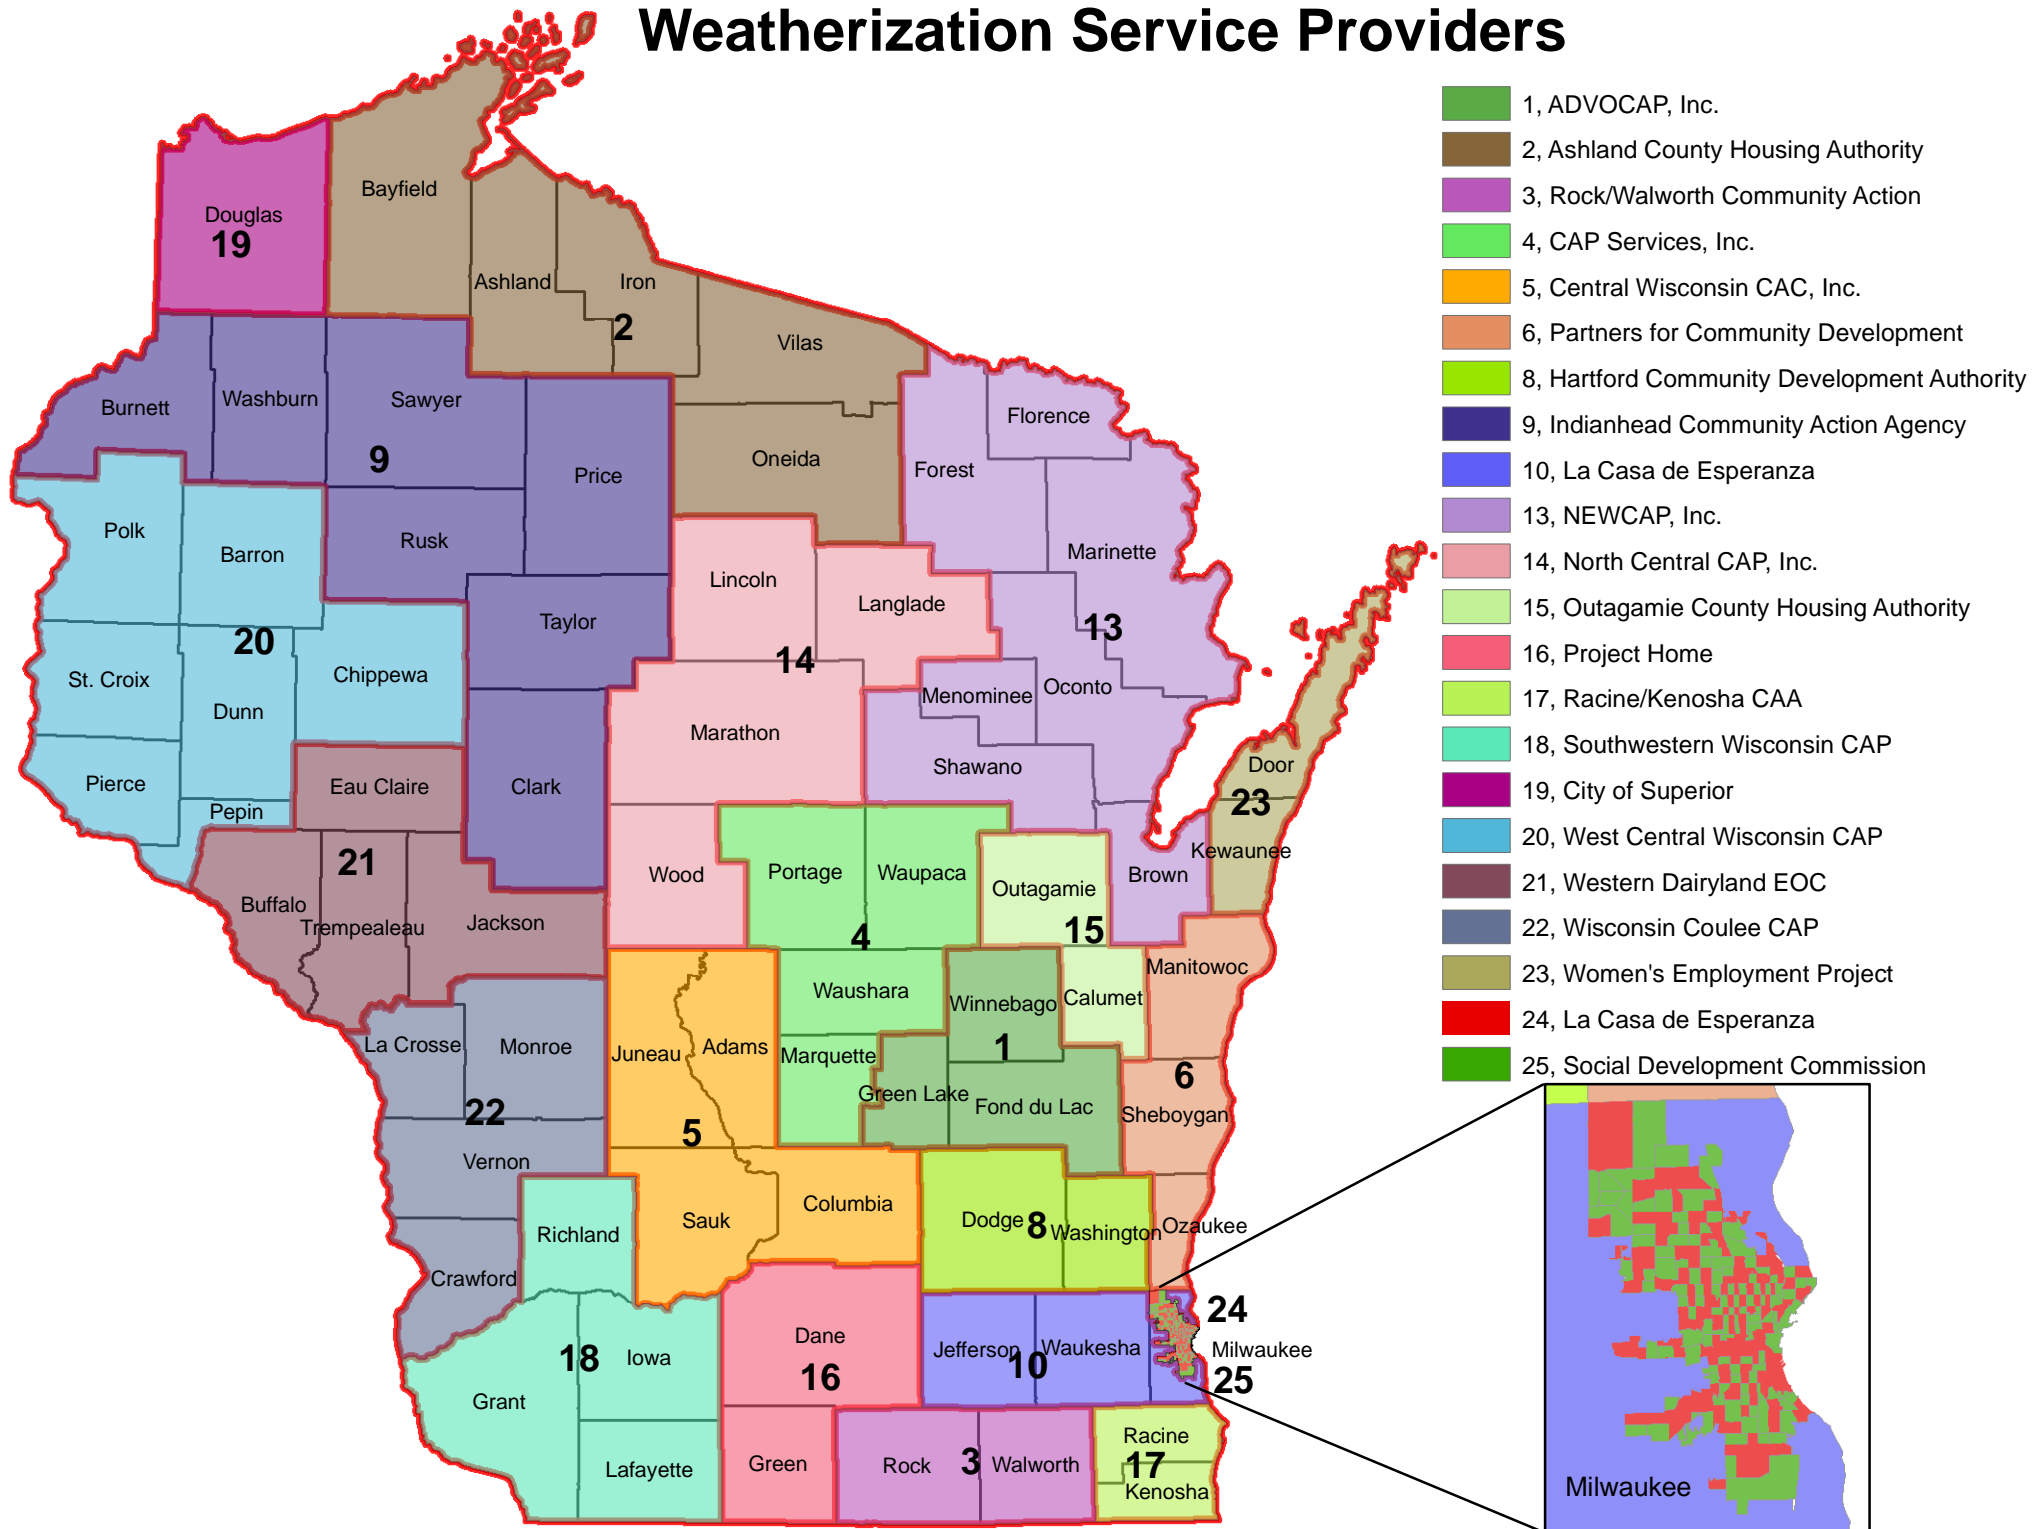 Weatherization Service Providers
1, ADVOCAP, Inc.
2, Ashland County Housing Authority
3, Rock/Walworth Community Action
4, CAP Services, Inc.
5, Central Wisconsin CAC, Inc.
6, Partners for Community Development
8, Hartford Community Development Authority
9, Indianhead Community Action Agency
10, La Casa de Esperanza
13, NEWCAP, Inc.
14, North Central CAP, Inc.
15, Outagamie County Housing Authority
16, Project Home
17, Racine/Kenosha CAA
18, Southwestern Wisconsin CAP
19, City of Superior
20, West Central Wisconsin CAP
21, Western Dairyland EOC
22, Wisconsin Coulee CAP
23, Women's Employment Project
24, La Casa de Esperanza
25, Social Development Commission
Douglas
19
Bayfield
Ashland
Iron
2
Vilas
Oneida
Burnett
Washburn
Sawyer
9
Price
Rusk
Taylor
Clark
Florence
Forest
Marinette
13
Menominee
Oconto
Shawano
Brown
Polk
Barron
20
St. Croix
Chippewa
Dunn
Pierce
Pepin
Lincoln
Langlade
14
Marathon
Wood
Door
23
Kewaunee
Eau Claire
21
Buffalo
Trempealeau
Jackson
Portage
Waupaca
4
Waushara
Marquette
Outagamie
15
Calumet
Winnebago
1
Green Lake
Fond du Lac
Manitowoc
6
Sheboygan
Ozaukee
La Crosse
Monroe
22
Vernon
Crawford
Juneau
Adams
5
Sauk
Columbia
Dodge
8
Washington
Richland
18
Iowa
Grant
Lafayette
Dane
16
Green
Jefferson
10
Waukesha
24
Milwaukee
25
Rock
3
Walworth
Racine
17
Kenosha
Milwaukee